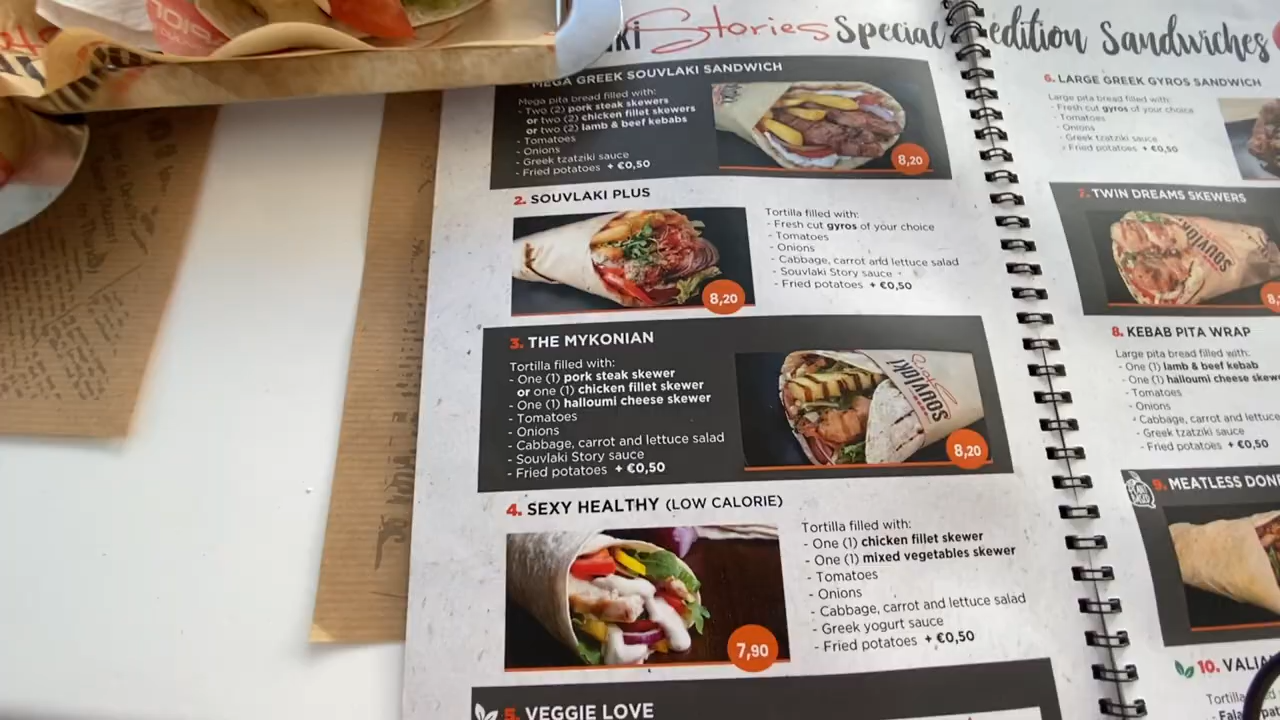 Stories Special edition Sandwiches
MEGA GREEK SOUVLAKI SANDWICH
Mega pita bread filled with:
- Two (2) pork steak skewers
or two (2) chicken fillet skewers
or two (2) lamb & beef kebabs
- Tomatoes
- Onions
- Greek tzatziki sauce
- Fried potatoes + €0,50
8,20
2. SOUVLAKI PLUS
Tortilla filled with:
- Fresh cut gyros of your choice
- Tomatoes
- Onions
- Cabbage, carrot and lettuce salad
- Souvlaki Story sauce
- Fried potatoes + €0,50
8,20
3. THE MYKONIAN
Tortilla filled with:
- One (1) pork steak skewer
or one (1) chicken fillet skewer
- One (1) halloumi cheese skewer
- Tomatoes
- Onions
- Cabbage, carrot and lettuce salad
- Souvlaki Story sauce
- Fried potatoes + €0,50
SOUVLAKI
Stories
8,20
4. SEXY HEALTHY (LOW CALORIE)
Tortilla filled with:
- One (1) chicken fillet skewer
- One (1) mixed vegetables skewer
- Tomatoes
- Onions
- Cabbage, carrot and lettuce salad
- Greek yogurt sauce
- Fried potatoes + €0,50
7,90
5. VEGGIE LOVE
6. LARGE GREEK GYROS SANDWICH
Large pita bread filled with:
- Fresh cut gyros of your choice
- Tomatoes
- Onions
- Greek tzatziki sauce
- Fried potatoes + €0,50
7. TWIN DREAMS SKEWERS
SOUVLAKI
8. KEBAB PITA WRAP
Large pita bread filled with:
- One (1) lamb & beef kebab
- One (1) halloumi cheese
- Tomatoes
- Onions
- Cabbage, carrot and lettuce
- Greek tzatziki sauce
- Fried potatoes + €0,50
9. MEATLESS
10.